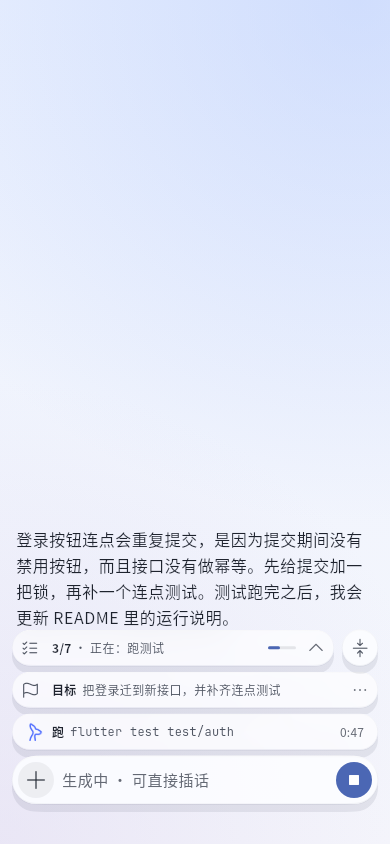 登录按钮连点会重复提交，是因为提交期间没有
禁用按钮，而且接口没有做幂等。先给提交加一
把锁，再补一个连点测试。测试跑完之后，我会
更新 README 里的运行说明。
3/7 · 正在：跑测试
目标 把登录迁到新接口，并补齐连点测试
跑 flutter test test/auth 0:47
生成中 · 可直接插话